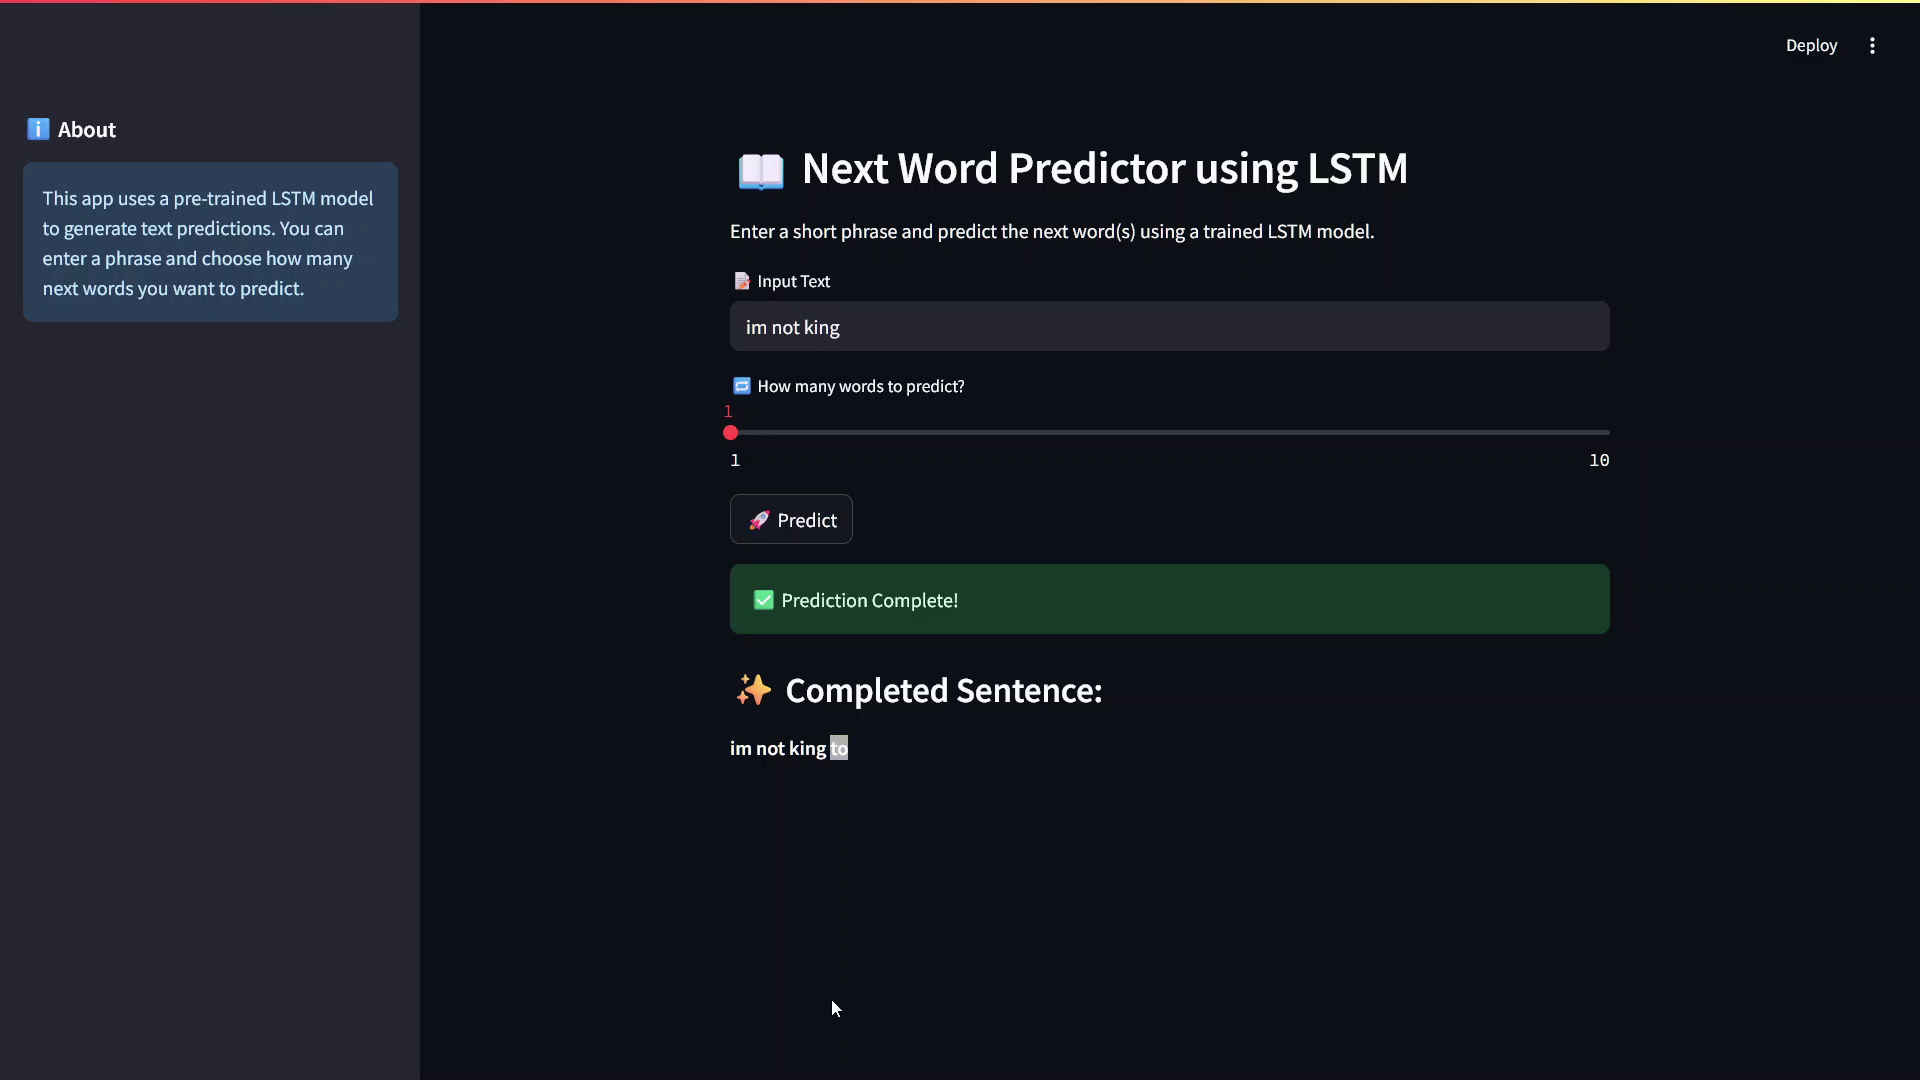 Deploy
About
This app uses a pre-trained LSTM model
to generate text predictions. You can
enter a phrase and choose how many
next words you want to predict.
Next Word Predictor using LSTM
Enter a short phrase and predict the next word(s) using a trained LSTM model.
Input Text
im not king
How many words to predict?
1
1
10
Predict
Prediction Complete!
Completed Sentence:
im not king to